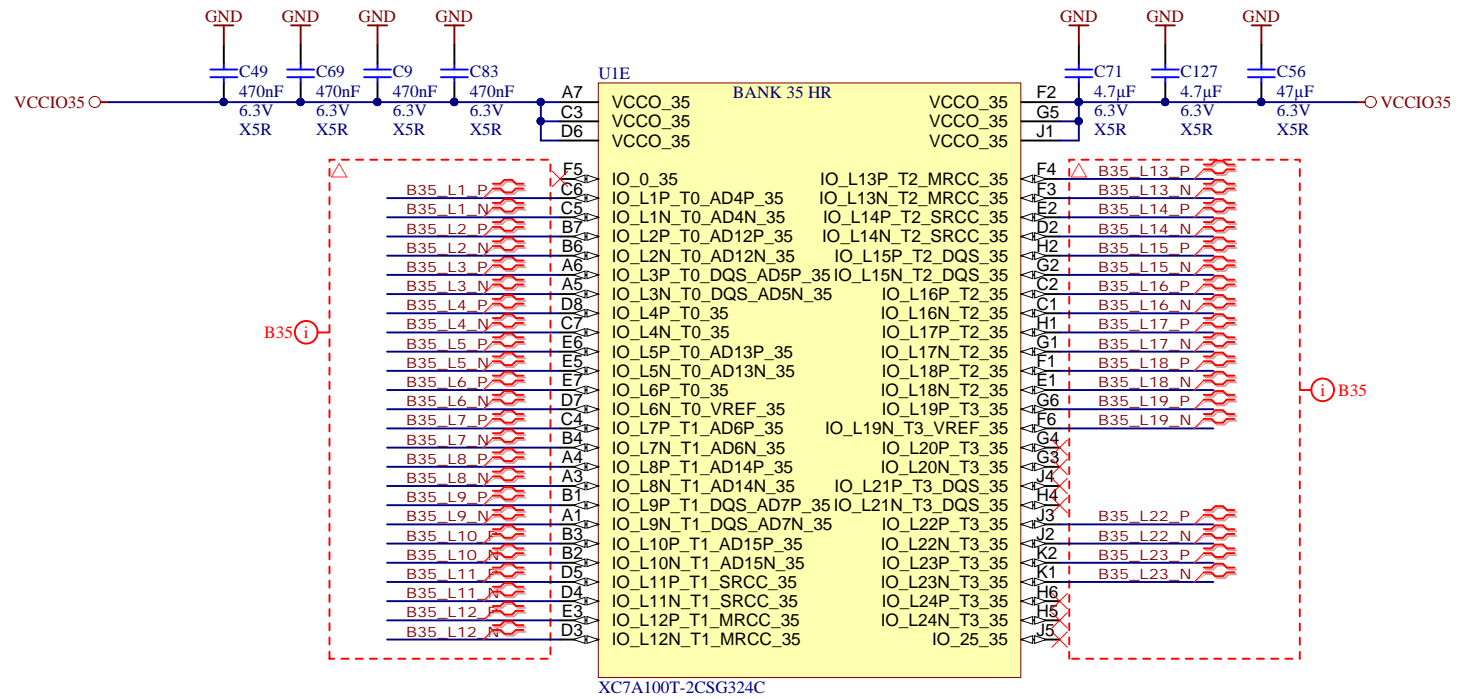 GND GND GND GND GND GND GND
C49 C69 C9 C83 U1E C71 C127 C56
470nF 470nF 470nF 470nF A7 BANK 35 HR F2 4.7µF 4.7µF 47µF
VCCIO35 VCCO_35 VCCO_35 VCCIO35
6.3V 6.3V 6.3V 6.3V C3 VCCO_35 VCCO_35 G5 6.3V 6.3V 6.3V
X5R X5R X5R X5R D6 VCCO_35 VCCO_35 J1 X5R X5R X5R
F5 IO_0_35 IO_L13P_T2_MRCC_35 F4 B35_L13_P
B35_L1_P C6 IO_L1P_T0_AD4P_35 IO_L13N_T2_MRCC_35 F3 B35_L13_N
B35_L1_N C5 IO_L1N_T0_AD4N_35 IO_L14P_T2_SRCC_35 E2 B35_L14_P
B35_L2_P B7 IO_L2P_T0_AD12P_35 IO_L14N_T2_SRCC_35 D2 B35_L14_N
B35_L2_N B6 IO_L2N_T0_AD12N_35 IO_L15P_T2_DQS_35 H2 B35_L15_P
B35_L3_P A6 IO_L3P_T0_DQS_AD5P_35 IO_L15N_T2_DQS_35 G2 B35_L15_N
B35_L3_N A5 IO_L3N_T0_DQS_AD5N_35 IO_L16P_T2_35 C2 B35_L16_P
B35_L4_P D8 IO_L4P_T0_35 IO_L16N_T2_35 C1 B35_L16_N
B35 i B35_L4_N C7 IO_L4N_T0_35 IO_L17P_T2_35 H1 B35_L17_P
B35_L5_P E6 IO_L5P_T0_AD13P_35 IO_L17N_T2_35 G1 B35_L17_N
B35_L5_N E5 IO_L5N_T0_AD13N_35 IO_L18P_T2_35 F1 B35_L18_P
B35_L6_P E7 IO_L6P_T0_35 IO_L18N_T2_35 E1 B35_L18_N i B35
B35_L6_N D7 IO_L6N_T0_VREF_35 IO_L19P_T3_35 G6 B35_L19_P
B35_L7_P C4 IO_L7P_T1_AD6P_35 IO_L19N_T3_VREF_35 F6 B35_L19_N
B35_L7_N B4 IO_L7N_T1_AD6N_35 IO_L20P_T3_35 G4
B35_L8_P A4 IO_L8P_T1_AD14P_35 IO_L20N_T3_35 G3
B35_L8_N A3 IO_L8N_T1_AD14N_35 IO_L21P_T3_DQS_35 J4
B35_L9_P B1 IO_L9P_T1_DQS_AD7P_35 IO_L21N_T3_DQS_35 H4
B35_L9_N A1 IO_L9N_T1_DQS_AD7N_35 IO_L22P_T3_35 J3 B35_L22_P
B35_L10_P B3 IO_L10P_T1_AD15P_35 IO_L22N_T3_35 J2 B35_L22_N
B35_L10_N B2 IO_L10N_T1_AD15N_35 IO_L23P_T3_35 K2 B35_L23_P
B35_L11_P D5 IO_L11P_T1_SRCC_35 IO_L23N_T3_35 K1 B35_L23_N
B35_L11_N D4 IO_L11N_T1_SRCC_35 IO_L24P_T3_35 H6
B35_L12_P E3 IO_L12P_T1_MRCC_35 IO_L24N_T3_35 H5
B35_L12_N D3 IO_L12N_T1_MRCC_35 IO_25_35 J5
XC7A100T-2CSG324C